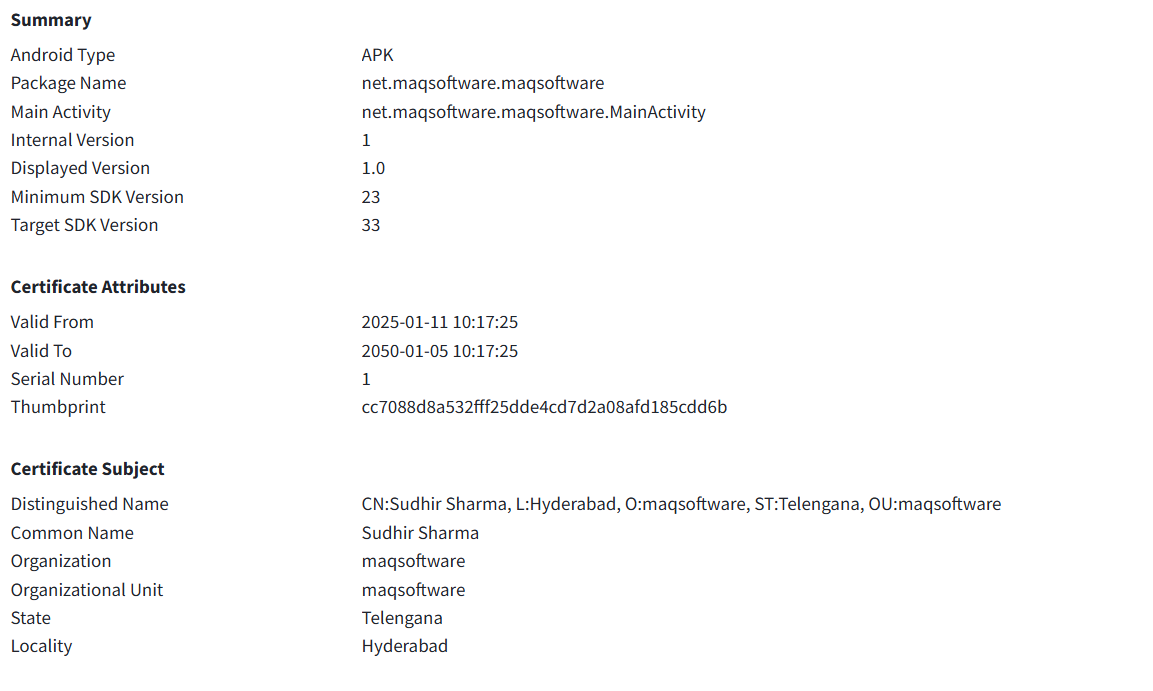 Summary
Android Type APK
Package Name net.maqsoftware.maqsoftware
Main Activity net.maqsoftware.maqsoftware.MainActivity
Internal Version 1
Displayed Version 1.0
Minimum SDK Version 23
Target SDK Version 33
Certificate Attributes
Valid From 2025-01-11 10:17:25
Valid To 2050-01-05 10:17:25
Serial Number 1
Thumbprint cc7088d8a532fff25dde4cd7d2a08afd185cdd6b
Certificate Subject
Distinguished Name CN:Sudhir Sharma, L:Hyderabad, O:maqsoftware, ST:Telengana, OU:maqsoftware
Common Name Sudhir Sharma
Organization maqsoftware
Organizational Unit maqsoftware
State Telengana
Locality Hyderabad